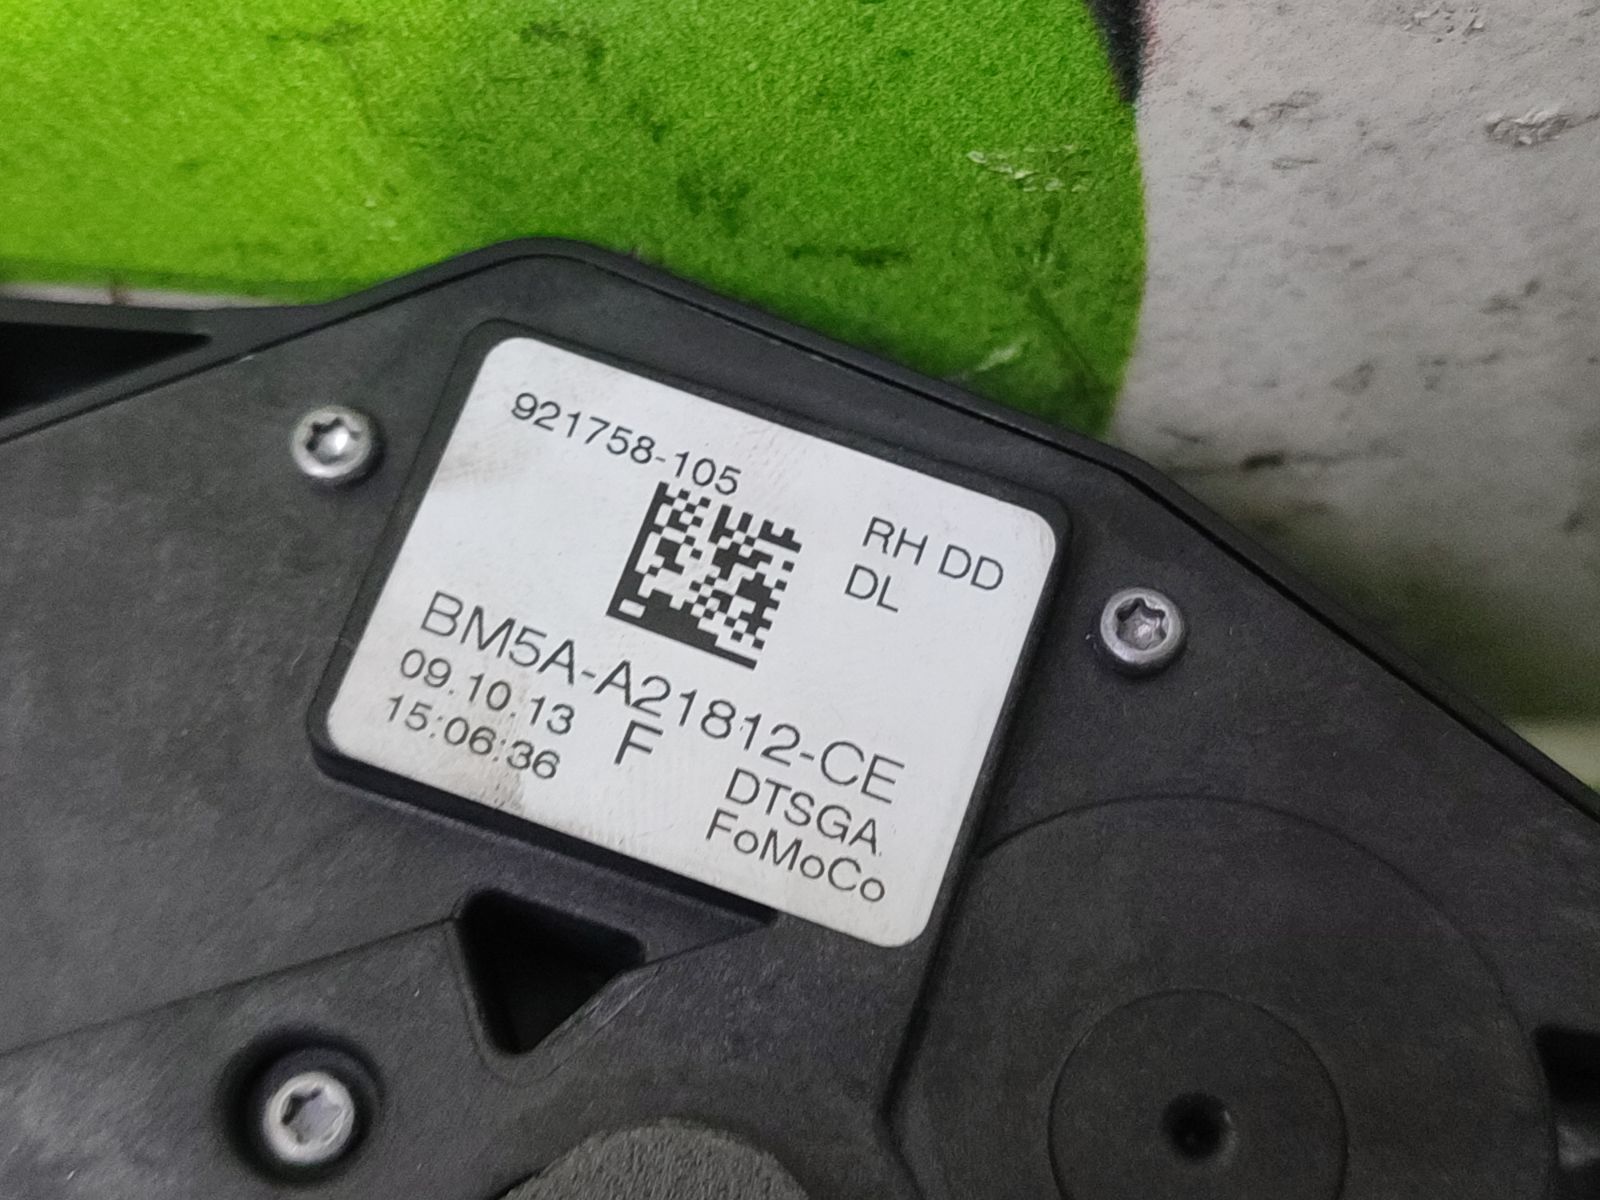 921758-105
RH DD
DL
BM5A-A21812-CE
09.10.13
15:06:36
F
DTSGA
FoMoCo